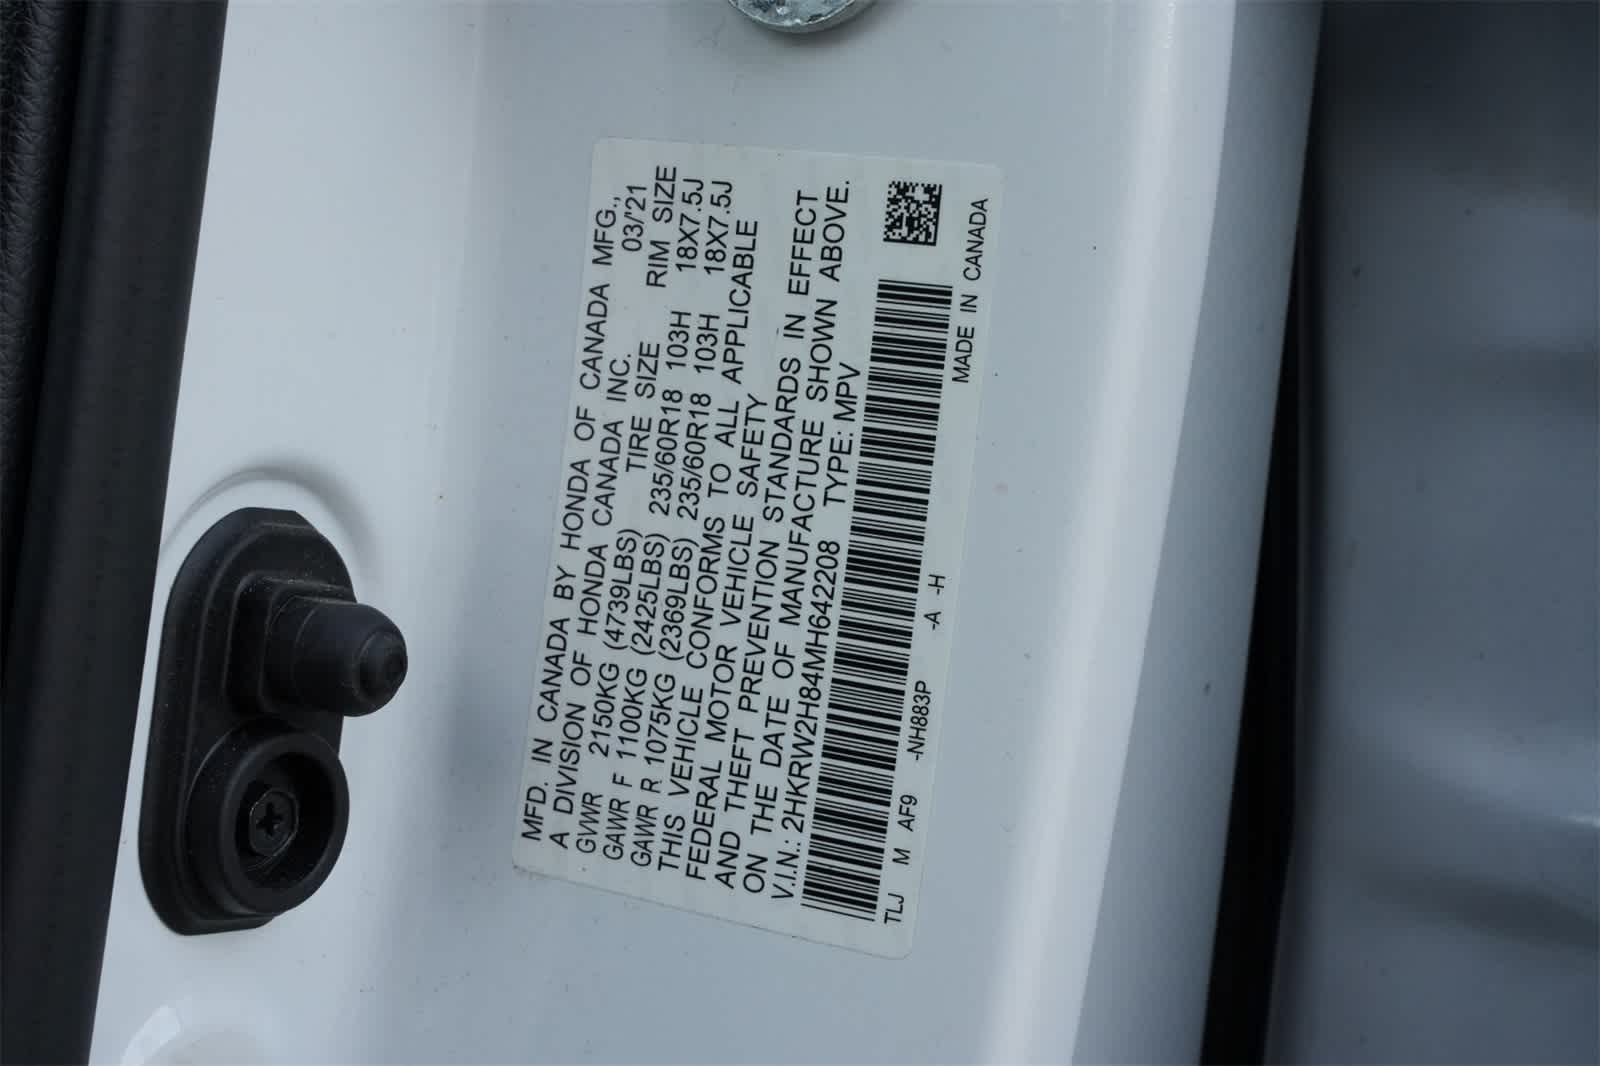 MFD. IN CANADA BY HONDA OF CANADA MFG.,
A DIVISION OF HONDA CANADA INC. 03/'21
GVWR 2150KG (4739LBS) TIRE SIZE RIM SIZE
GAWR F 1100KG (2425LBS) 235/60R18 103H 18X7.5J
GAWR R 1075KG (2369LBS) 235/60R18 103H 18X7.5J
THIS VEHICLE CONFORMS TO ALL APPLICABLE
FEDERAL MOTOR VEHICLE SAFETY
AND THEFT PREVENTION STANDARDS IN EFFECT
ON THE DATE OF MANUFACTURE SHOWN ABOVE.
V.I.N.: 2HKRW2H84MH642208 TYPE: MPV
TLJ M AF9 -NH883P -A -H MADE IN CANADA